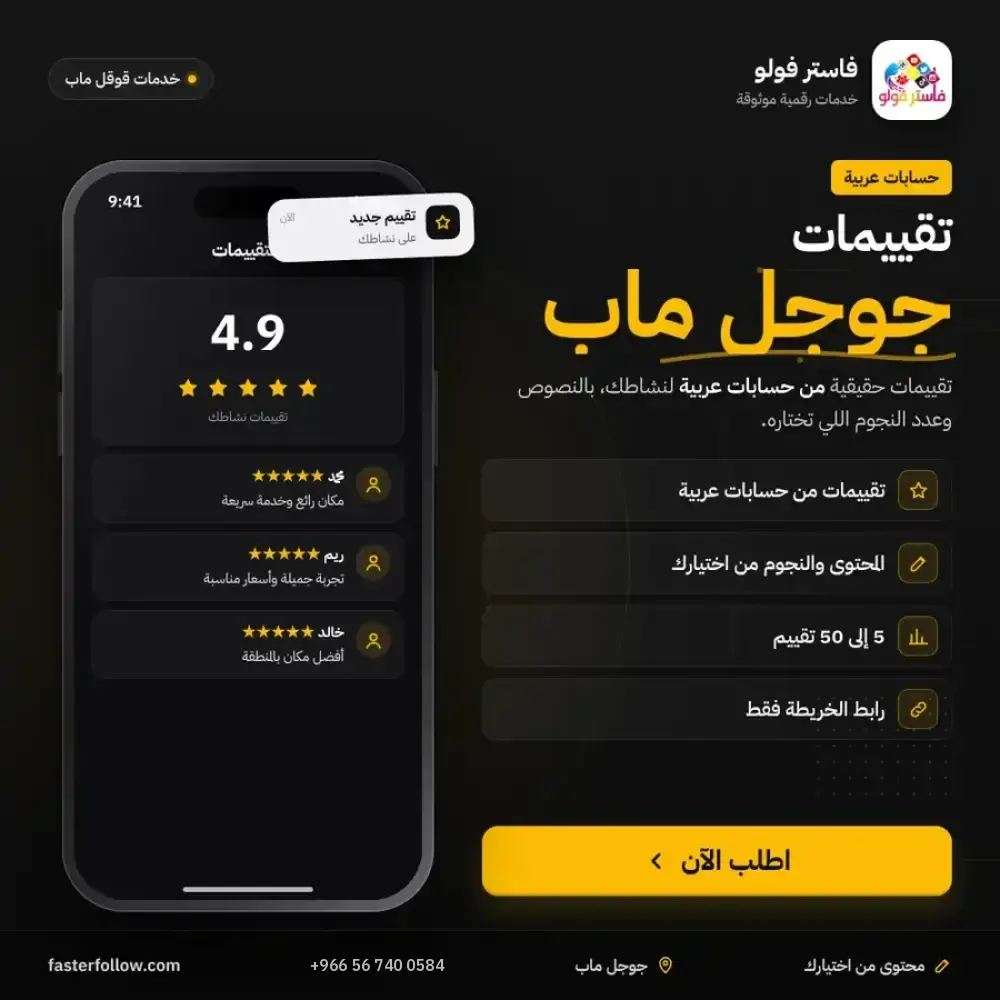 فاستر فولو
فاستر فولو
خدمات رقمية موثوقة
خدمات قوقل ماب
حسابات عربية
تقييمات
جوجل ماب
تقييمات حقيقية من حسابات عربية لنشاطك، بالنصوص
وعدد النجوم اللي تختاره.
تقييمات من حسابات عربية
المحتوى والنجوم من اختيارك
5 إلى 50 تقييم
رابط الخريطة فقط
اطلب الآن
9:41
تقييم جديد
الآن
على نشاطك
التقييمات
4.9
★★★★★
تقييمات نشاطك
محمد ★★★★★
مكان رائع وخدمة سريعة
ريم ★★★★★
تجربة جميلة وأسعار مناسبة
خالد ★★★★★
أفضل مكان بالمنطقة
محتوى من اختيارك
جوجل ماب
+966 56 740 0584
fasterfollow.com